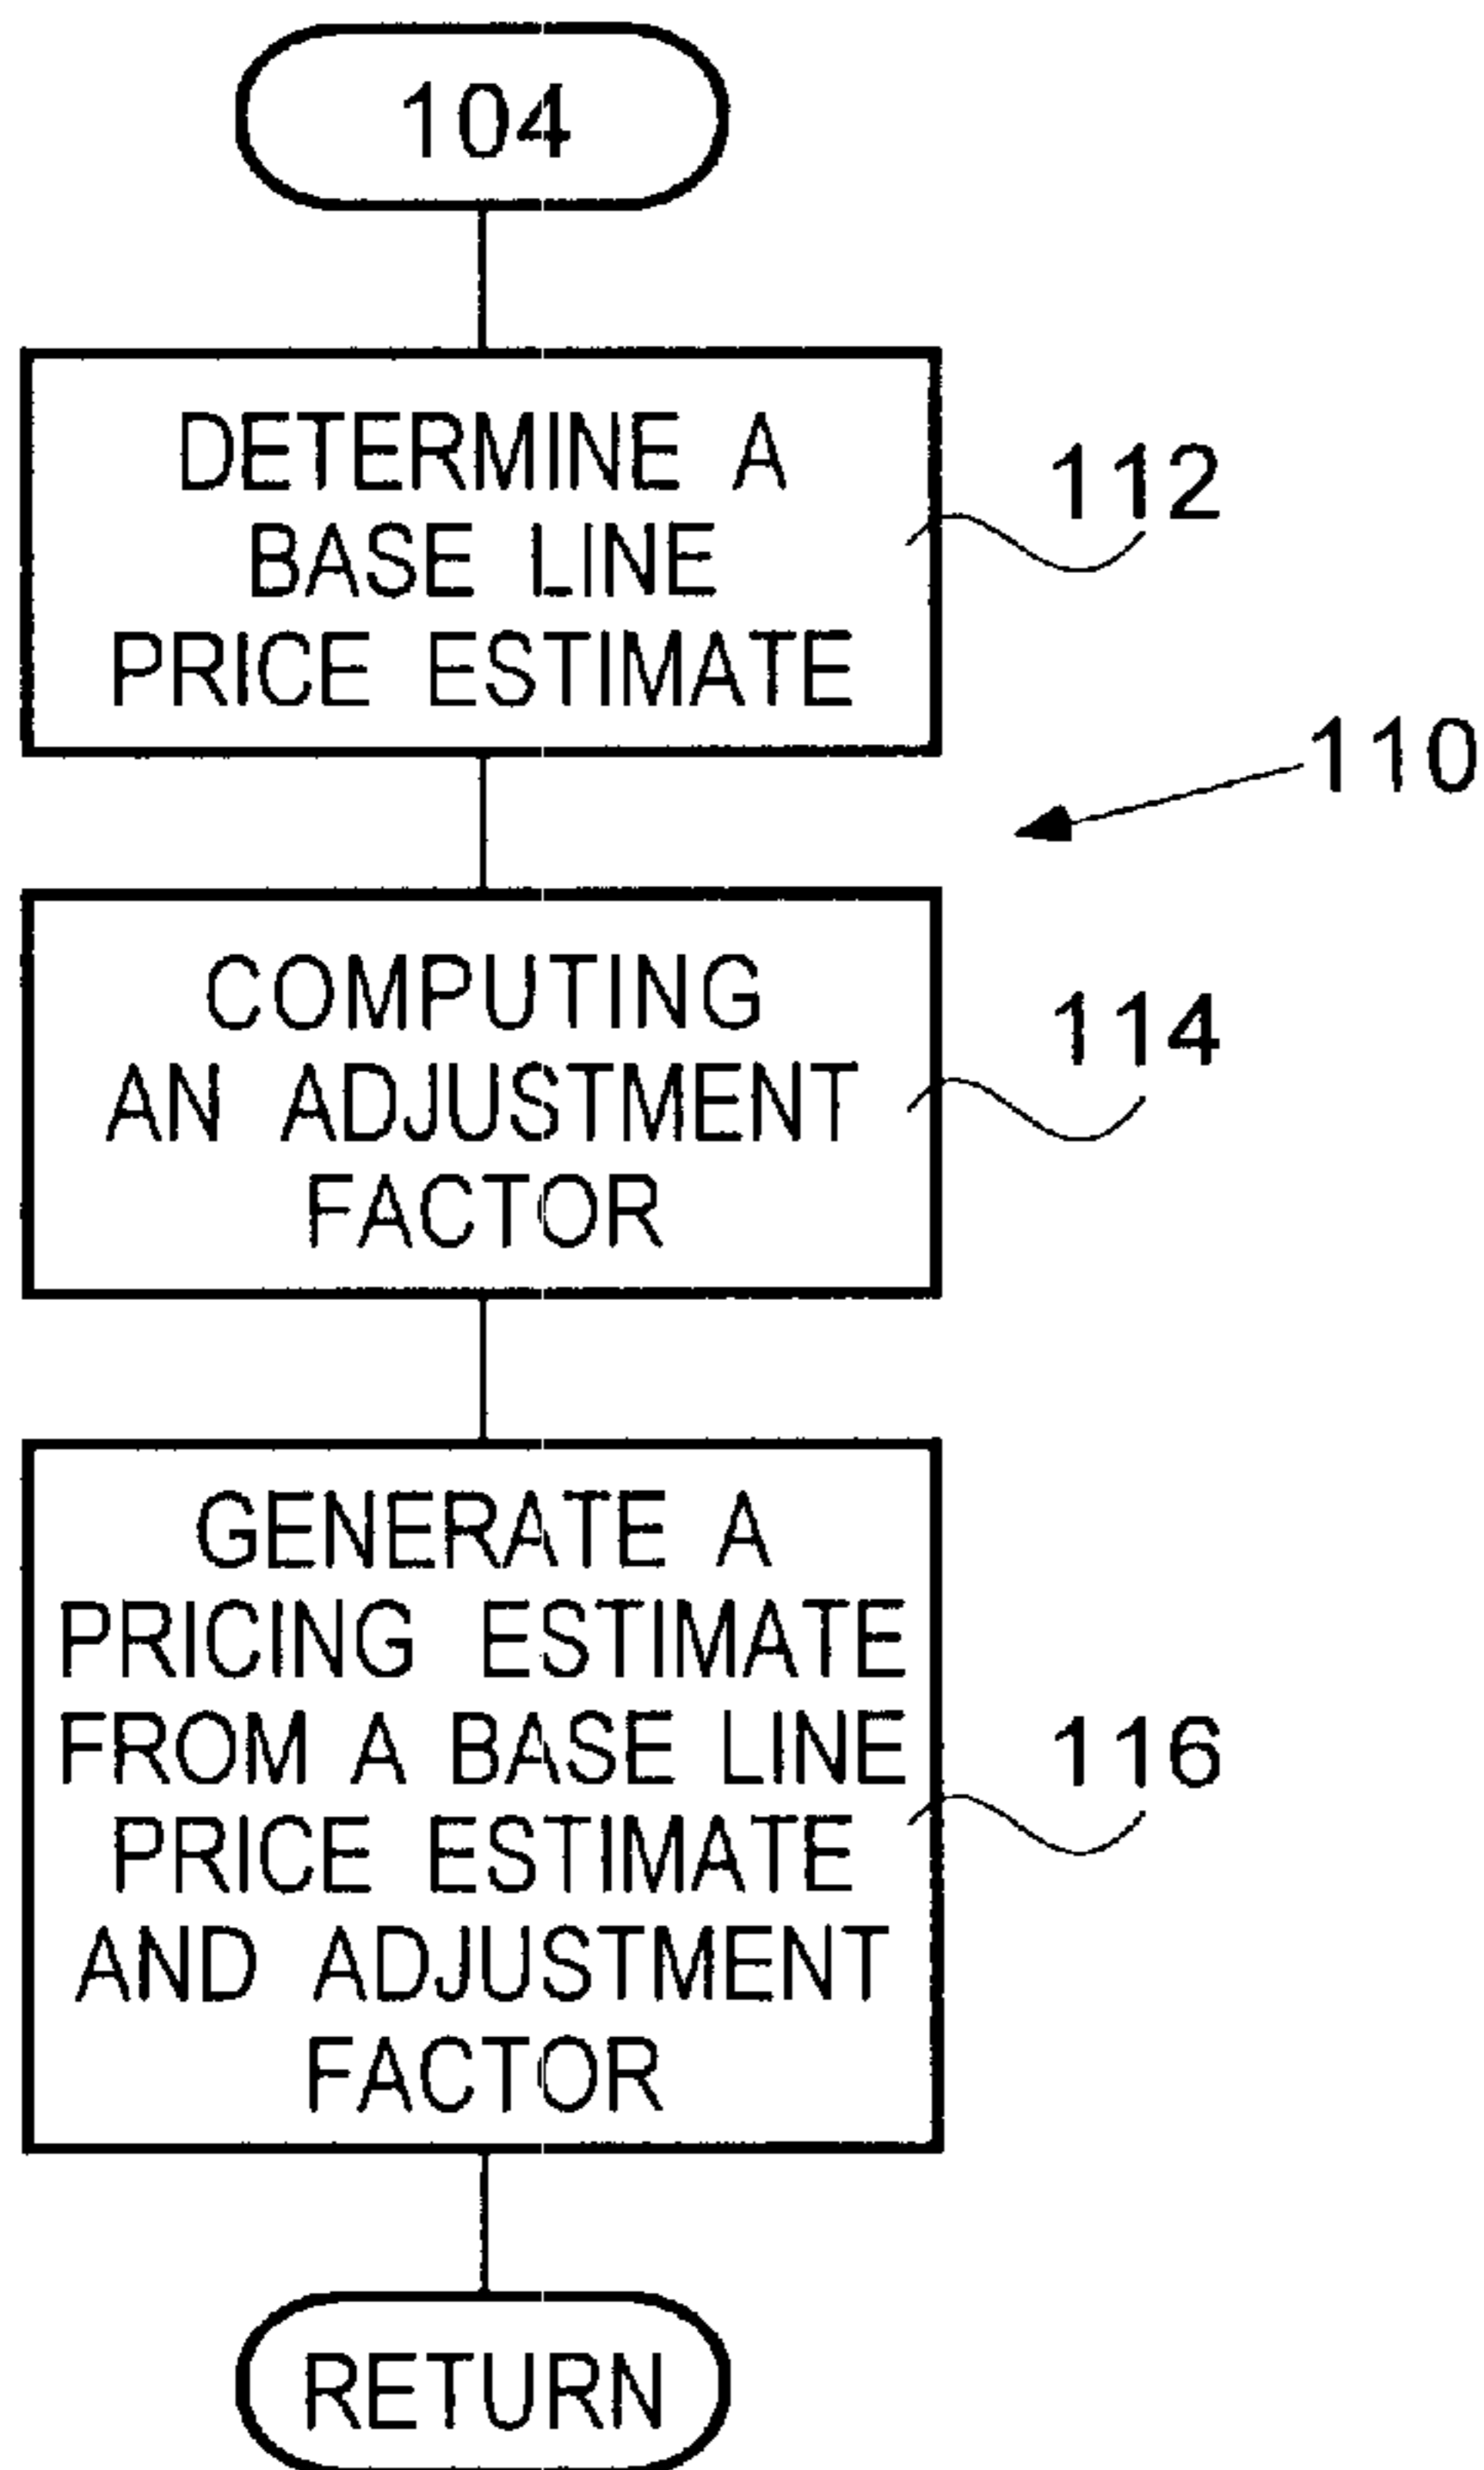 104
DETERMINE A
BASE LINE
PRICE ESTIMATE
112
110
COMPUTING
AN ADJUSTMENT
FACTOR
114
GENERATE A
PRICING ESTIMATE
FROM A BASE LINE
PRICE ESTIMATE
AND ADJUSTMENT
FACTOR
116
RETURN